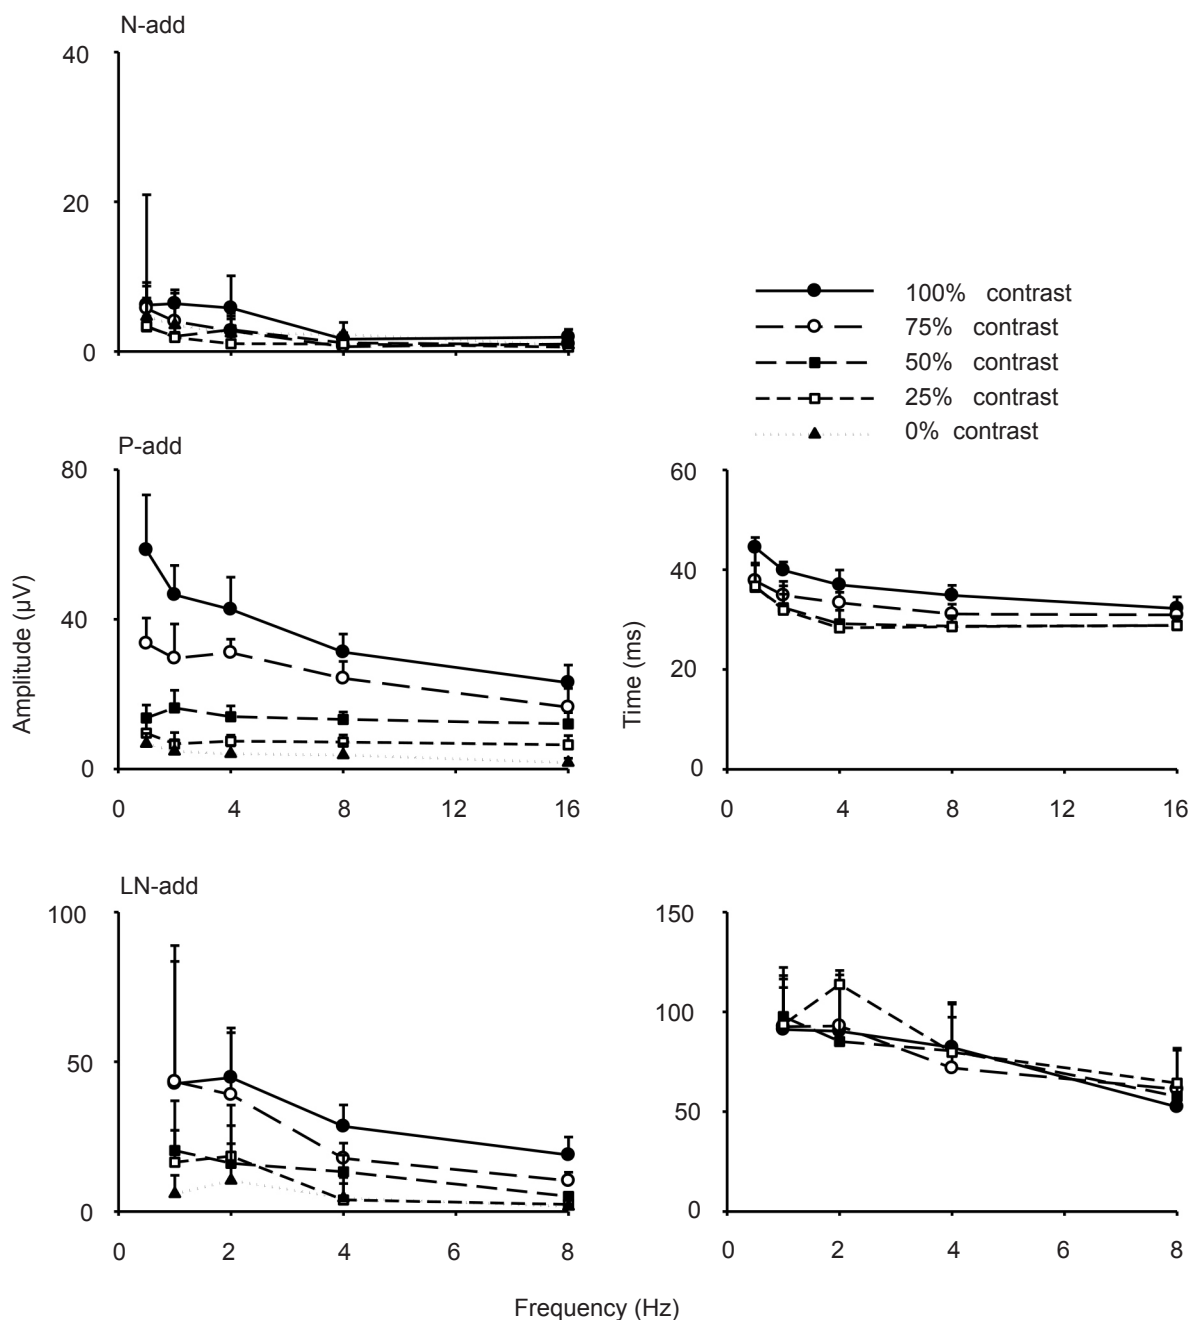 N-add
40
20
0
100% contrast
75% contrast
50% contrast
25% contrast
0% contrast
P-add
80
40
0
0 4 8 12 16
Amplitude (µV)
60
40
20
0
0 4 8 12 16
Time (ms)
LN-add
100
50
0
0 2 4 6 8
150
100
50
0
0 2 4 6 8
Frequency (Hz)